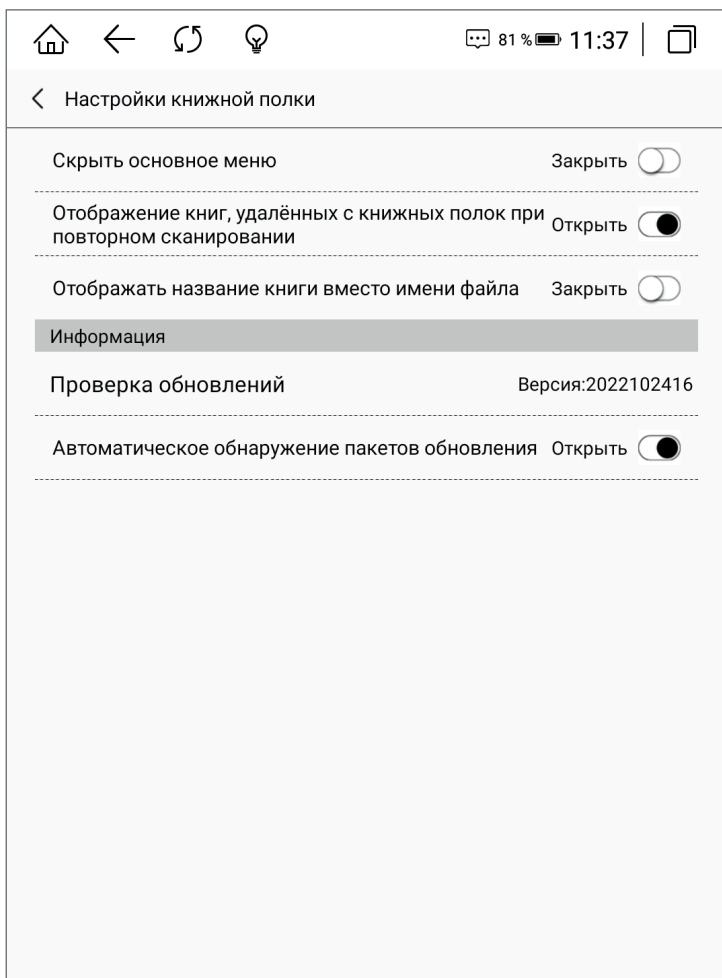 81 % 11:37
Настройки книжной полки
Скрыть основное меню Закрыть
Отображение книг, удалённых с книжных полок при
повторном сканировании Открыть
Отображать название книги вместо имени файла Закрыть
Информация
Проверка обновлений Версия:2022102416
Автоматическое обнаружение пакетов обновления Открыть